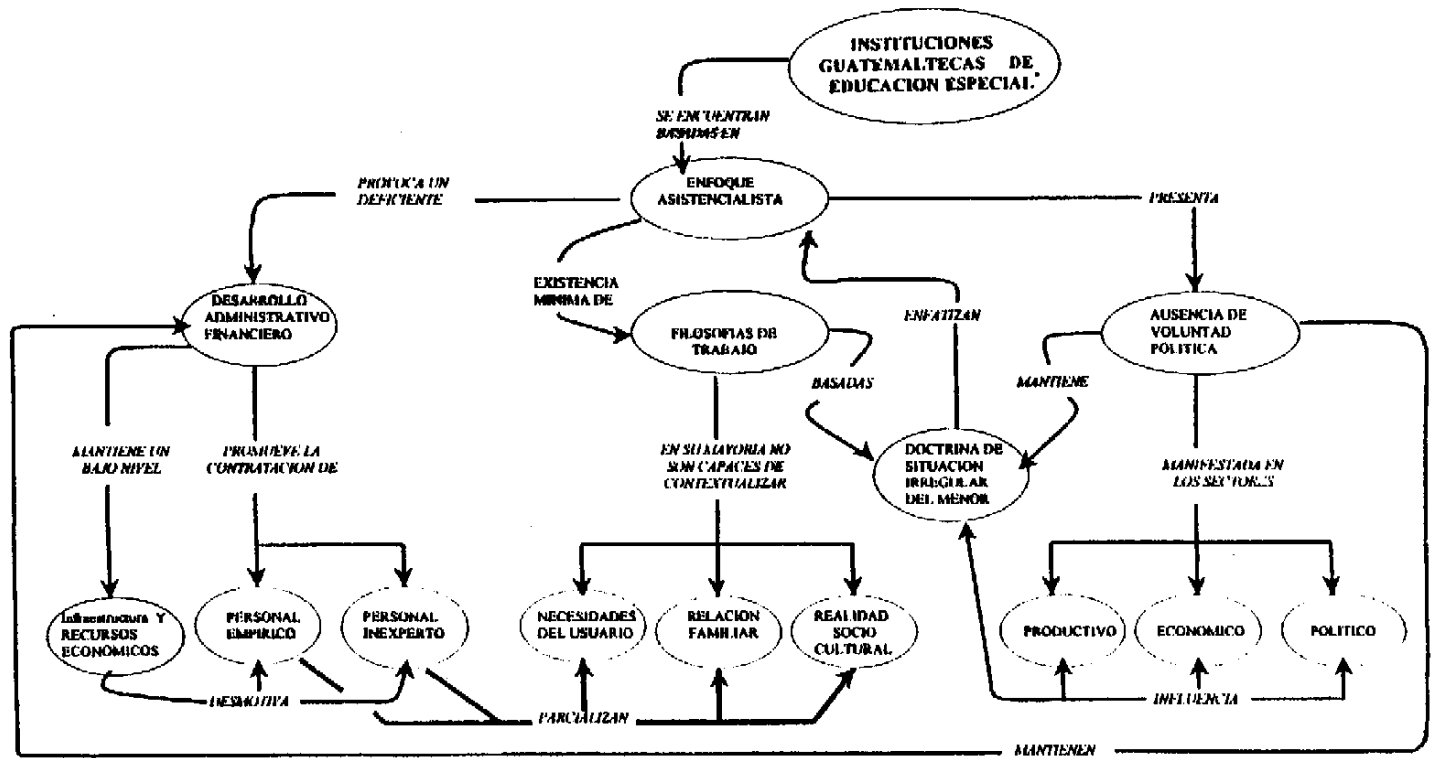 INSTITUCIONES
GUATEMALTECAS DE
EDUCACION ESPECIAL
SE ENCUENTRAN
BASADAS EN
ENFOQUE
ASISTENCIALISTA
PROVOCA UN
DEFICIENTE
PRESENTA
EXISTENCIA
MINIMA DE
DESARROLLO
ADMINISTRATIVO
FINANCIERO
FILOSOFIAS DE
TRABAJO
ENFATIZAN
AUSENCIA DE
VOLUNTAD
POLITICA
BASADAS
MANTIENE
MANTIENE UN
BAJO NIVEL
PROMUEVE LA
CONTRATACION DE
EN SU MAYORIA NO
SON CAPACES DE
CONTEXTUALIZAR
DOCTRINA DE
SITUACION
IRREGULAR
DEL MENOR
MANIFESTADA EN
LOS SECTORES
Infraestructura Y
RECURSOS
ECONOMICOS
PERSONAL
EMPIRICO
PERSONAL
INEXPERTO
NECESIDADES
DEL USUARIO
RELACION
FAMILIAR
REALIDAD
SOCIO
CULTURAL
PRODUCTIVO
ECONOMICO
POLITICO
DESMOTIVA
PARCIALIZAN
INFLUENCIA
MANTIENEN